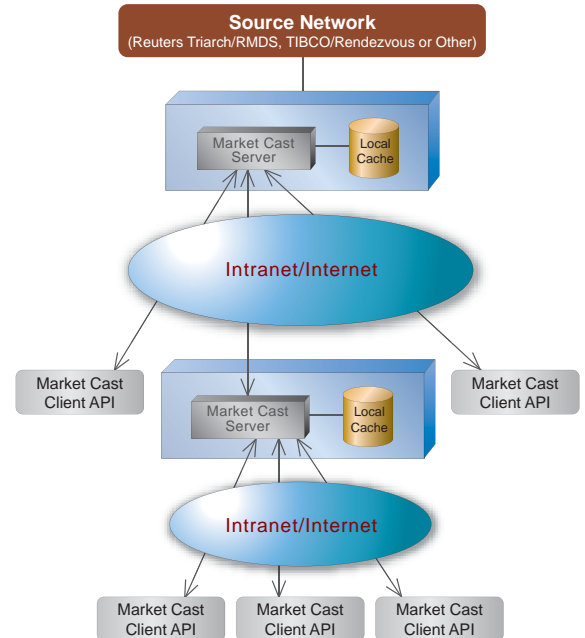 Source Network
(Reuters Triarch/RMDS, TIBCO/Rendezvous or Other)
Market Cast
Server
Local
Cache
Intranet/Internet
Market Cast
Client API
Market Cast
Client API
Market Cast
Server
Local
Cache
Intranet/Internet
Market Cast
Client API
Market Cast
Client API
Market Cast
Client API